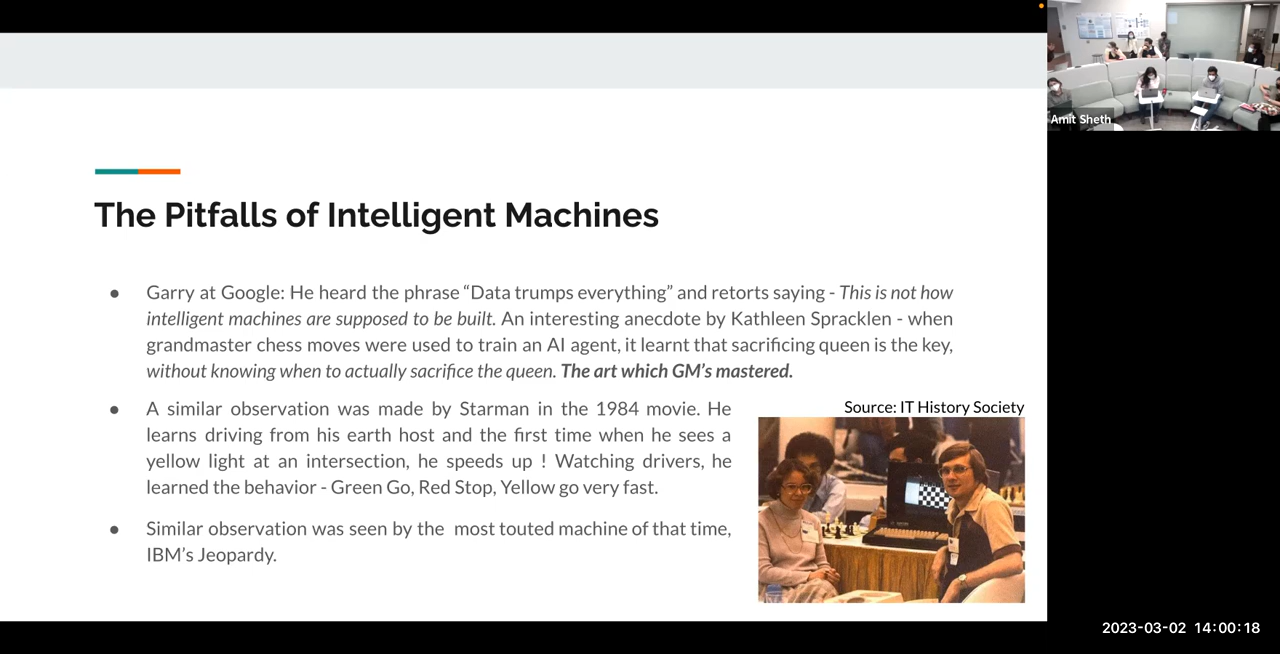 Amit Sheth
The Pitfalls of Intelligent Machines
● Garry at Google: He heard the phrase “Data trumps everything” and retorts saying - This is not how
intelligent machines are supposed to be built. An interesting anecdote by Kathleen Spracklen - when
grandmaster chess moves were used to train an AI agent, it learnt that sacrificing queen is the key,
without knowing when to actually sacrifice the queen. The art which GM’s mastered.
● A similar observation was made by Starman in the 1984 movie. He
learns driving from his earth host and the first time when he sees a
yellow light at an intersection, he speeds up ! Watching drivers, he
learned the behavior - Green Go, Red Stop, Yellow go very fast.
● Similar observation was seen by the most touted machine of that time,
IBM’s Jeopardy.
Source: IT History Society
2023-03-02 14:00:18